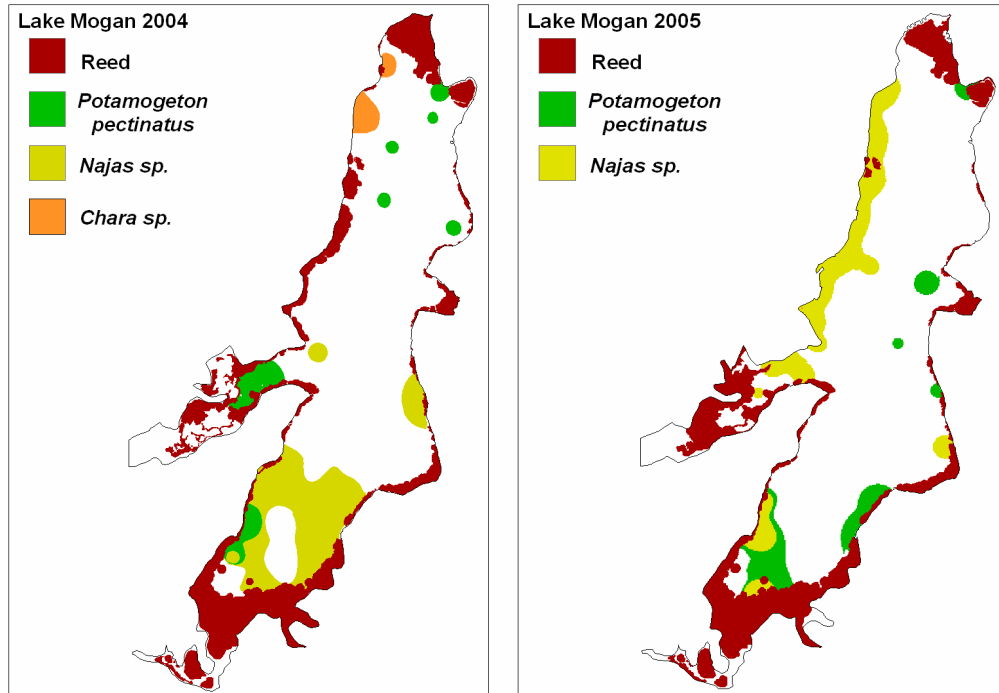 Lake Mogan 2004
Reed
Potamogeton
pectinatus
Najas sp.
Chara sp.
Lake Mogan 2005
Reed
Potamogeton
pectinatus
Najas sp.